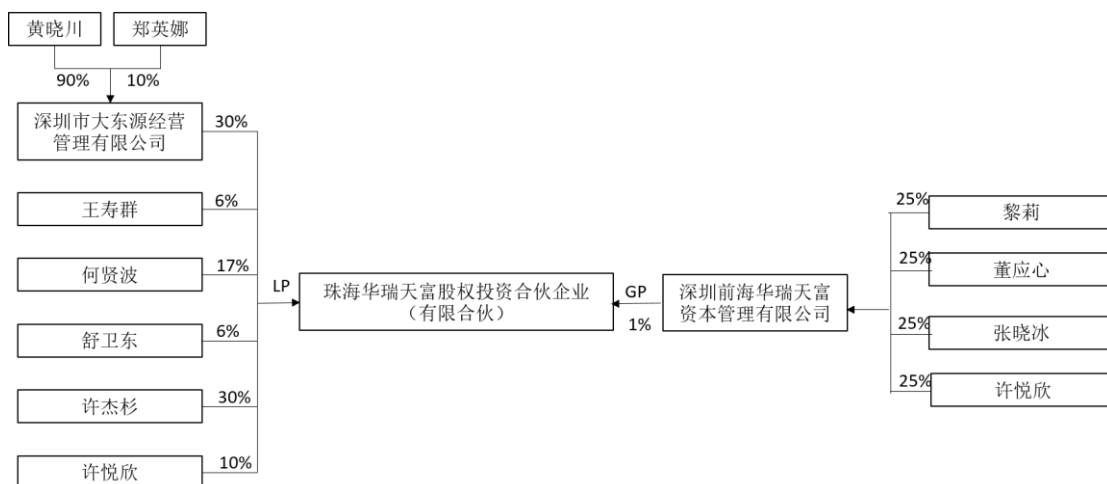 黄晓川
郑英娜
90%
10%
深圳市大东源经营
管理有限公司
30%
王寿群
6%
何贤波
17%
舒卫东
6%
许杰杉
30%
许悦欣
10%
LP
珠海华瑞天富股权投资合伙企业
（有限合伙）
GP
1%
深圳前海华瑞天富
资本管理有限公司
25%
黎莉
25%
董应心
25%
张晓冰
25%
许悦欣